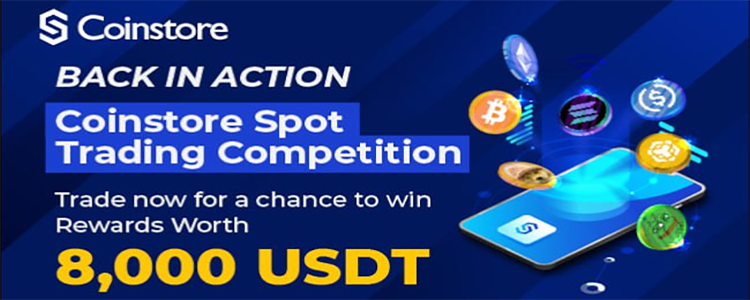 Coinstore
BACK IN ACTION
Coinstore Spot
Trading Competition
Trade now for a chance to win
Rewards Worth
8,000 USDT